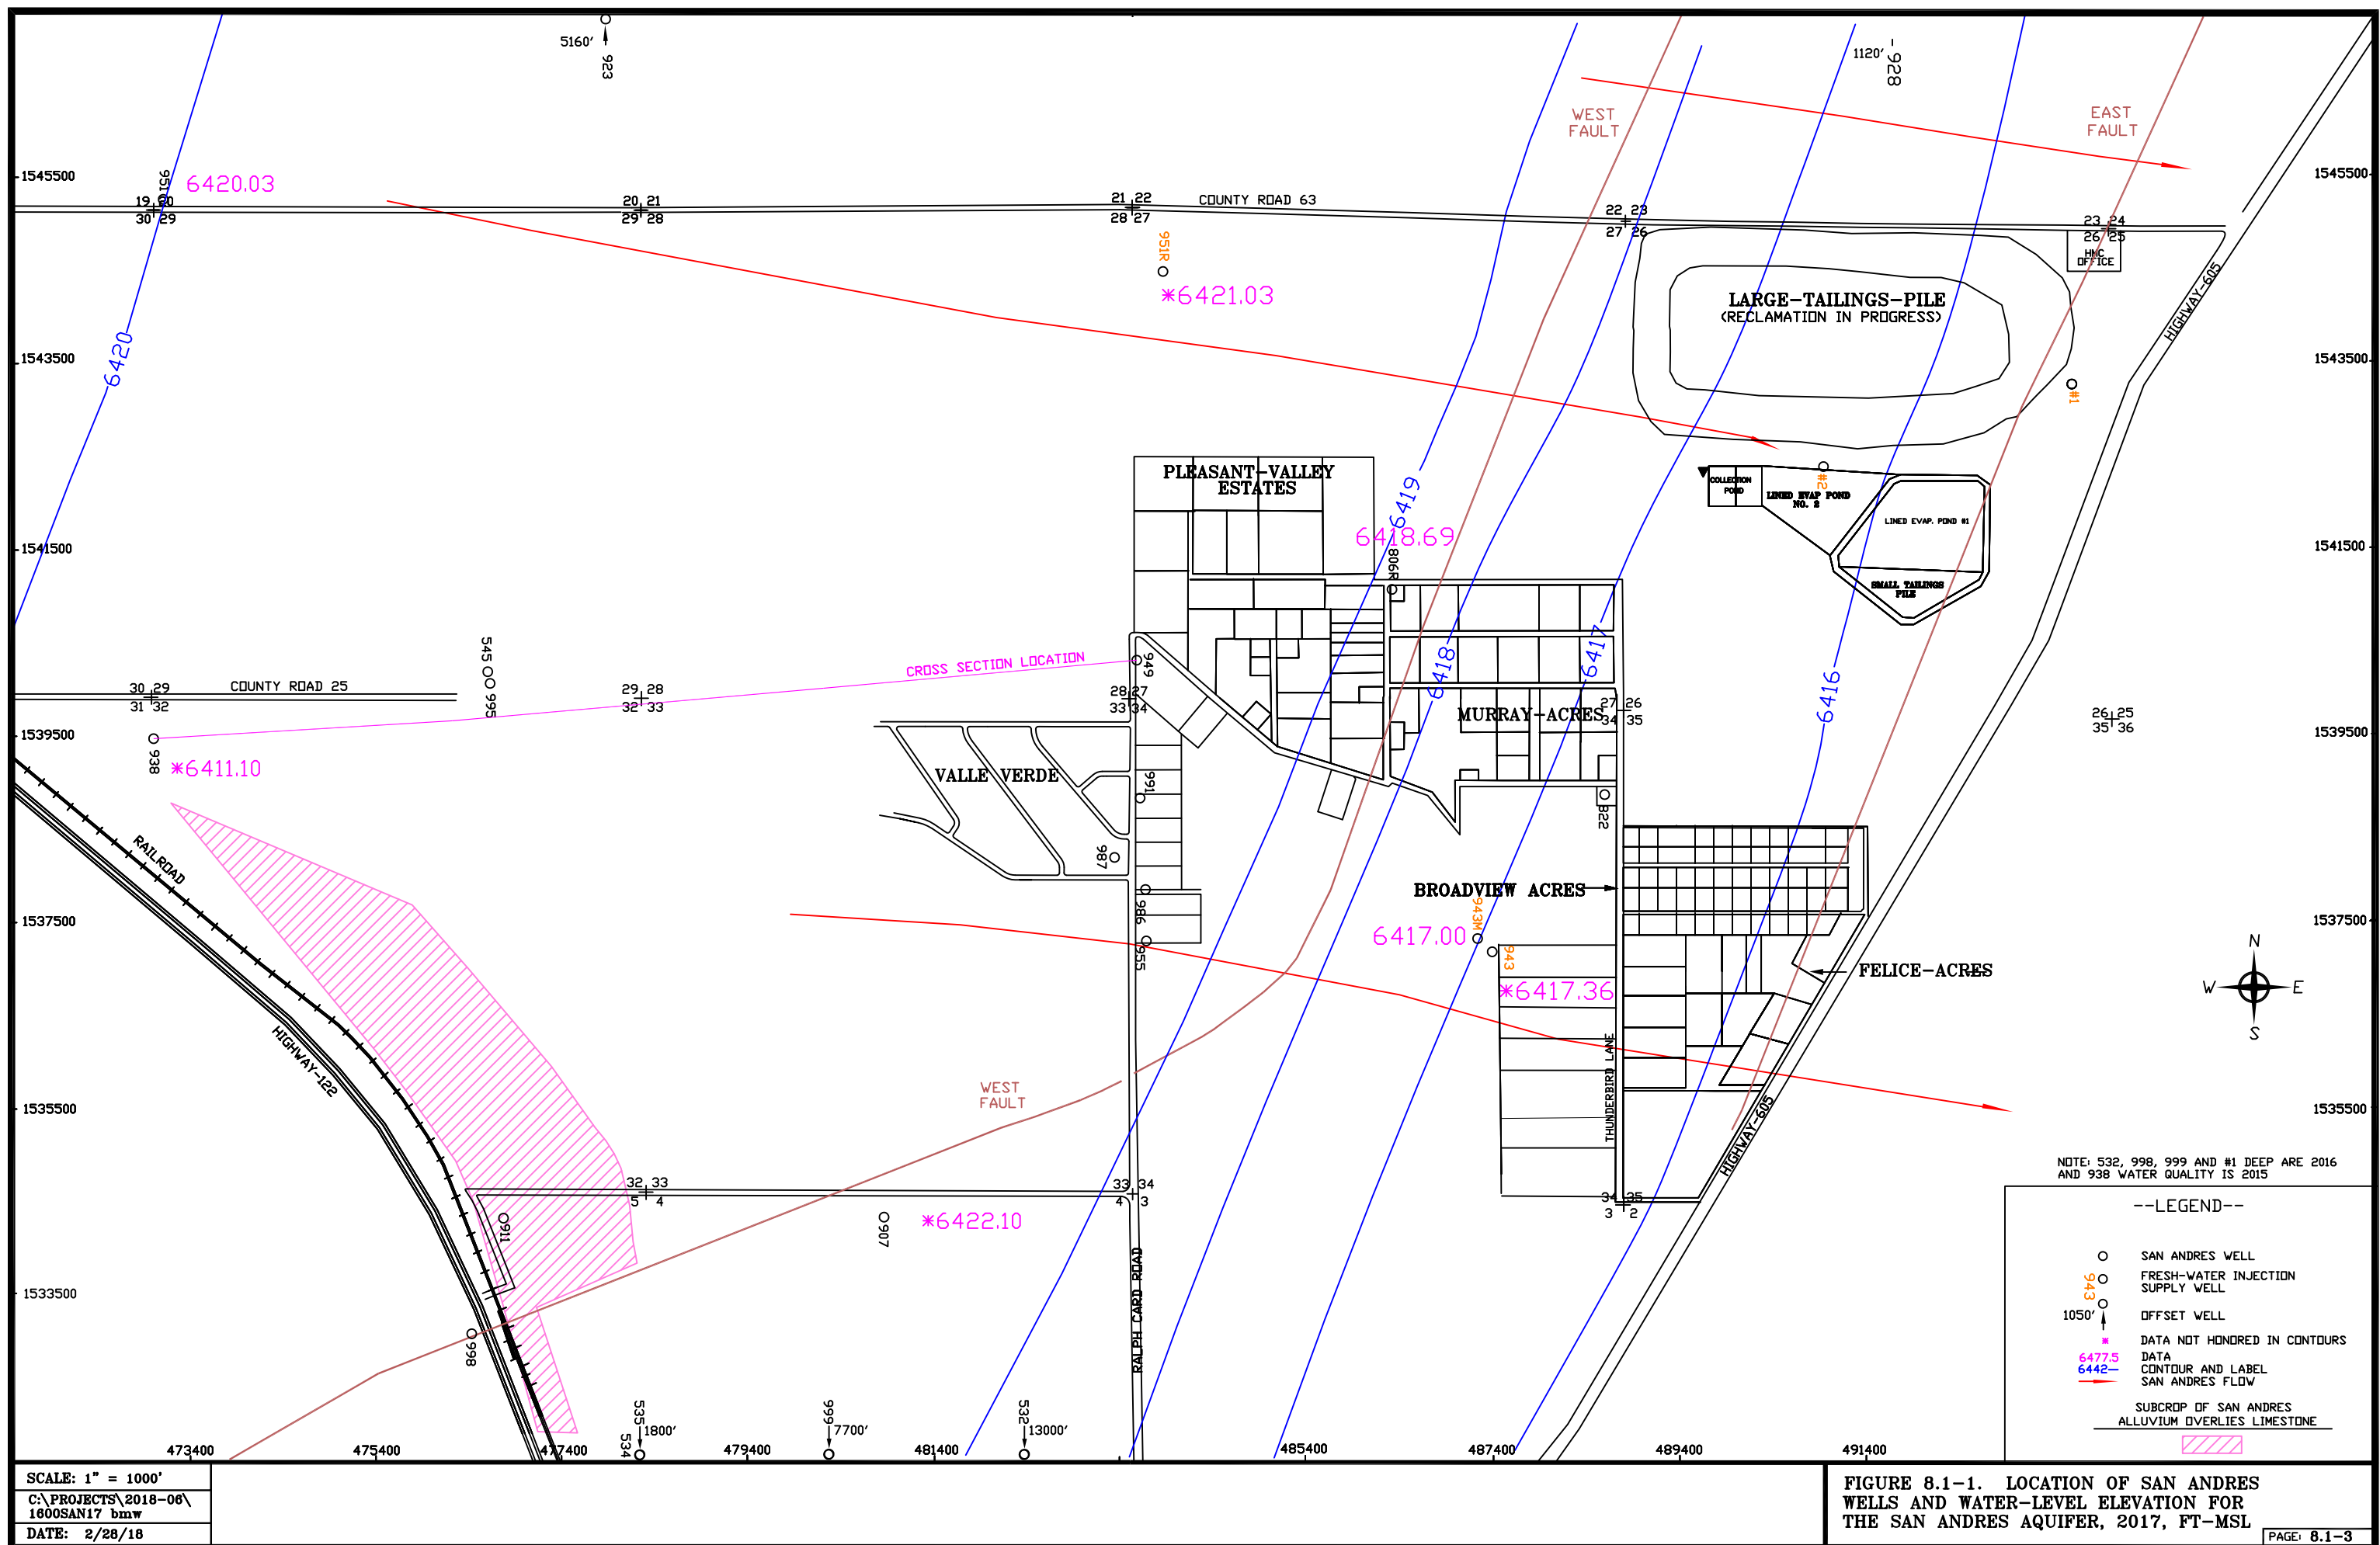 5160'
923
1120'
928
WEST
FAULT
EAST
FAULT
1545500
951
6420.03
19 20
30 29
20 21
29 28
21 22
28 27
COUNTY ROAD 63
22 23
27 26
23 24
26 25
HMC
OFFICE
1545500
951R
*6421.03
LARGE-TAILINGS-PILE
(RECLAMATION IN PROGRESS)
HIGHWAY-605
6420
1543500
1543500
#1
PLEASANT-VALLEY
ESTATES
6419
6418.69
806R
COLLECTION
POND
#2
LINED EVAP POND
NO. 2
LINED EVAP. POND #1
SMALL TAILINGS
PILE
1541500
1541500
545
995
949
CROSS SECTION LOCATION
30 29
31 32
COUNTY ROAD 25
29 28
32 33
28 27
33 34
6418
6417
6416
MURRAY-ACRES
27 26
34 35
26 25
35 36
1539500
1539500
938
*6411.10
VALLE VERDE
991
822
RAILROAD
987
BROADVIEW ACRES
986
943M
1537500
1537500
6417.00
955
943
FELICE-ACRES
*6417.36
N
W E
S
HIGHWAY-122
THUNDERBIRD LANE
WEST
FAULT
1535500
1535500
HIGHWAY-605
32 33
5 4
33 34
4 3
34 35
3 2
911
907
*6422.10
RALPH CARD ROAD
1533500
998
535
1800'
534
999
7700'
532
13000'
473400
475400
477400
479400
481400
485400
487400
489400
491400
NOTE: 532, 998, 999 AND #1 DEEP ARE 2016
AND 938 WATER QUALITY IS 2015
--LEGEND--
SAN ANDRES WELL
943
FRESH-WATER INJECTION
SUPPLY WELL
1050'
OFFSET WELL
* DATA NOT HONORED IN CONTOURS
6477.5 DATA
6442— CONTOUR AND LABEL
SAN ANDRES FLOW
SUBCROP OF SAN ANDRES
ALLUVIUM OVERLIES LIMESTONE
SCALE: 1" = 1000'
C:\PROJECTS\2018-06\
1600SAN17 bmw
DATE: 2/28/18
FIGURE 8.1-1. LOCATION OF SAN ANDRES
WELLS AND WATER-LEVEL ELEVATION FOR
THE SAN ANDRES AQUIFER, 2017, FT-MSL
PAGE: 8.1-3